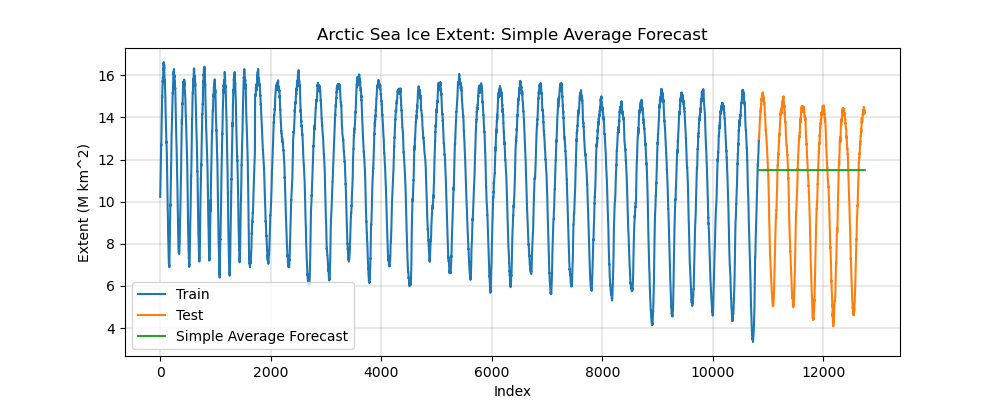 Arctic Sea Ice Extent: Simple Average Forecast
16
14
12
10
8
6
4
Extent (M km^2)
Train
Test
Simple Average Forecast
0
2000
4000
6000
8000
10000
12000
Index